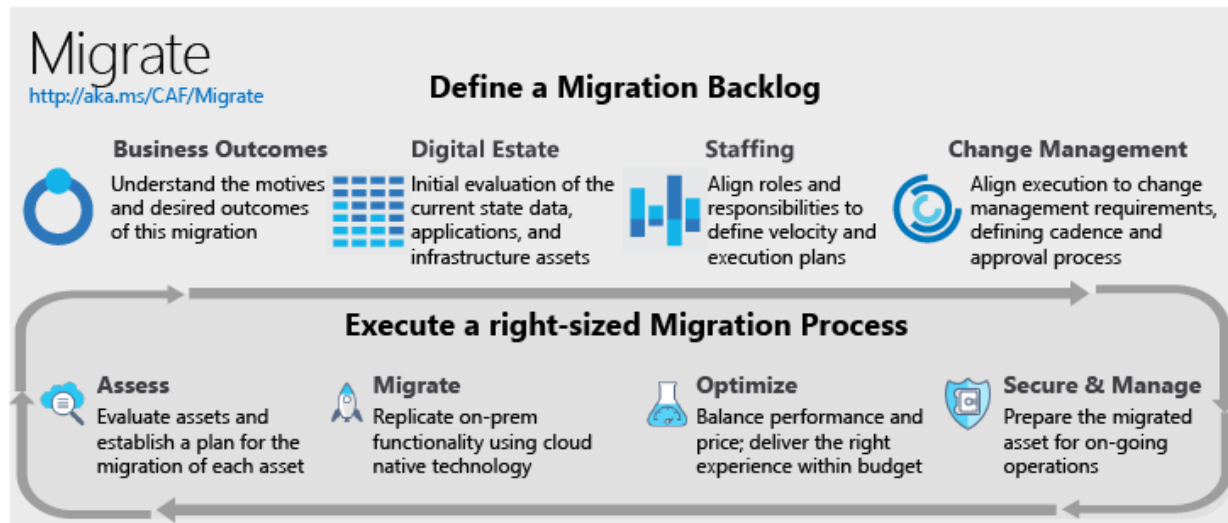 Migrate
http://aka.ms/CAF/Migrate
Define a Migration Backlog
Business Outcomes
Understand the motives
and desired outcomes
of this migration
Digital Estate
Initial evaluation of the
current state data,
applications, and
infrastructure assets
Staffing
Align roles and
responsibilities to
define velocity and
execution plans
Change Management
Align execution to change
management requirements,
defining cadence and
approval process
Execute a right-sized Migration Process
Assess
Evaluate assets and
establish a plan for the
migration of each asset
Migrate
Replicate on-prem
functionality using cloud
native technology
Optimize
Balance performance and
price; deliver the right
experience within budget
Secure & Manage
Prepare the migrated
asset for on-going
operations